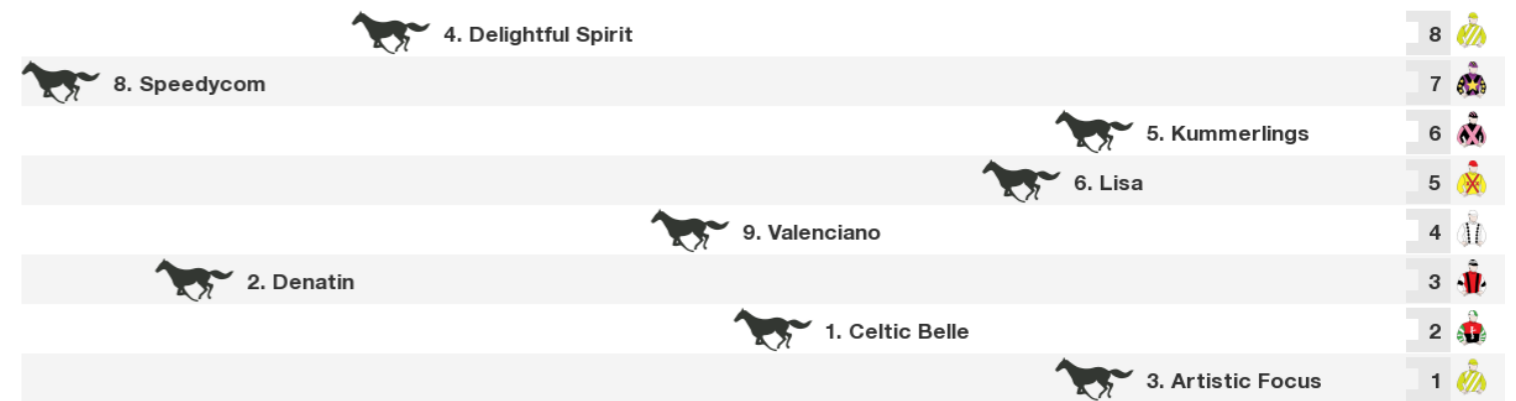 4. Delightful Spirit 8
8. Speedycom 7
5. Kummerlings 6
6. Lisa 5
9. Valenciano 4
2. Denatin 3
1. Celtic Belle 2
3. Artistic Focus 1